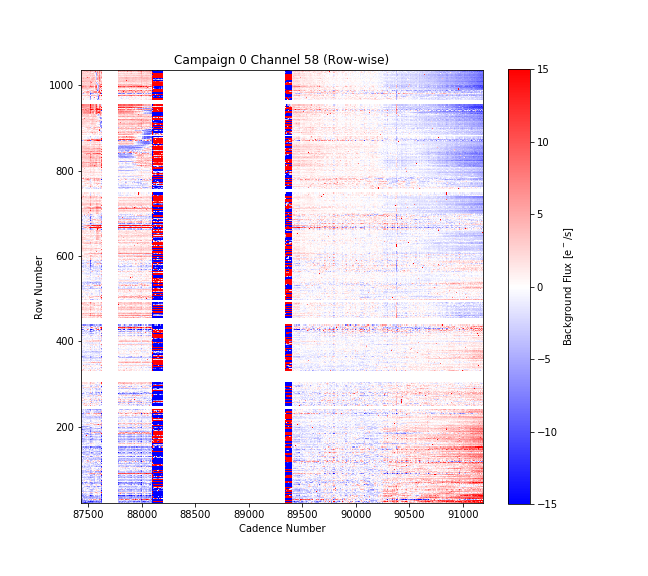 Campaign 0 Channel 58 (Row-wise)
1000
800
600
400
200
Row Number
87500 88000 88500 89000 89500 90000 90500 91000
Cadence Number
15
10
5
0
−5
−10
−15
Background Flux [e⁻/s]